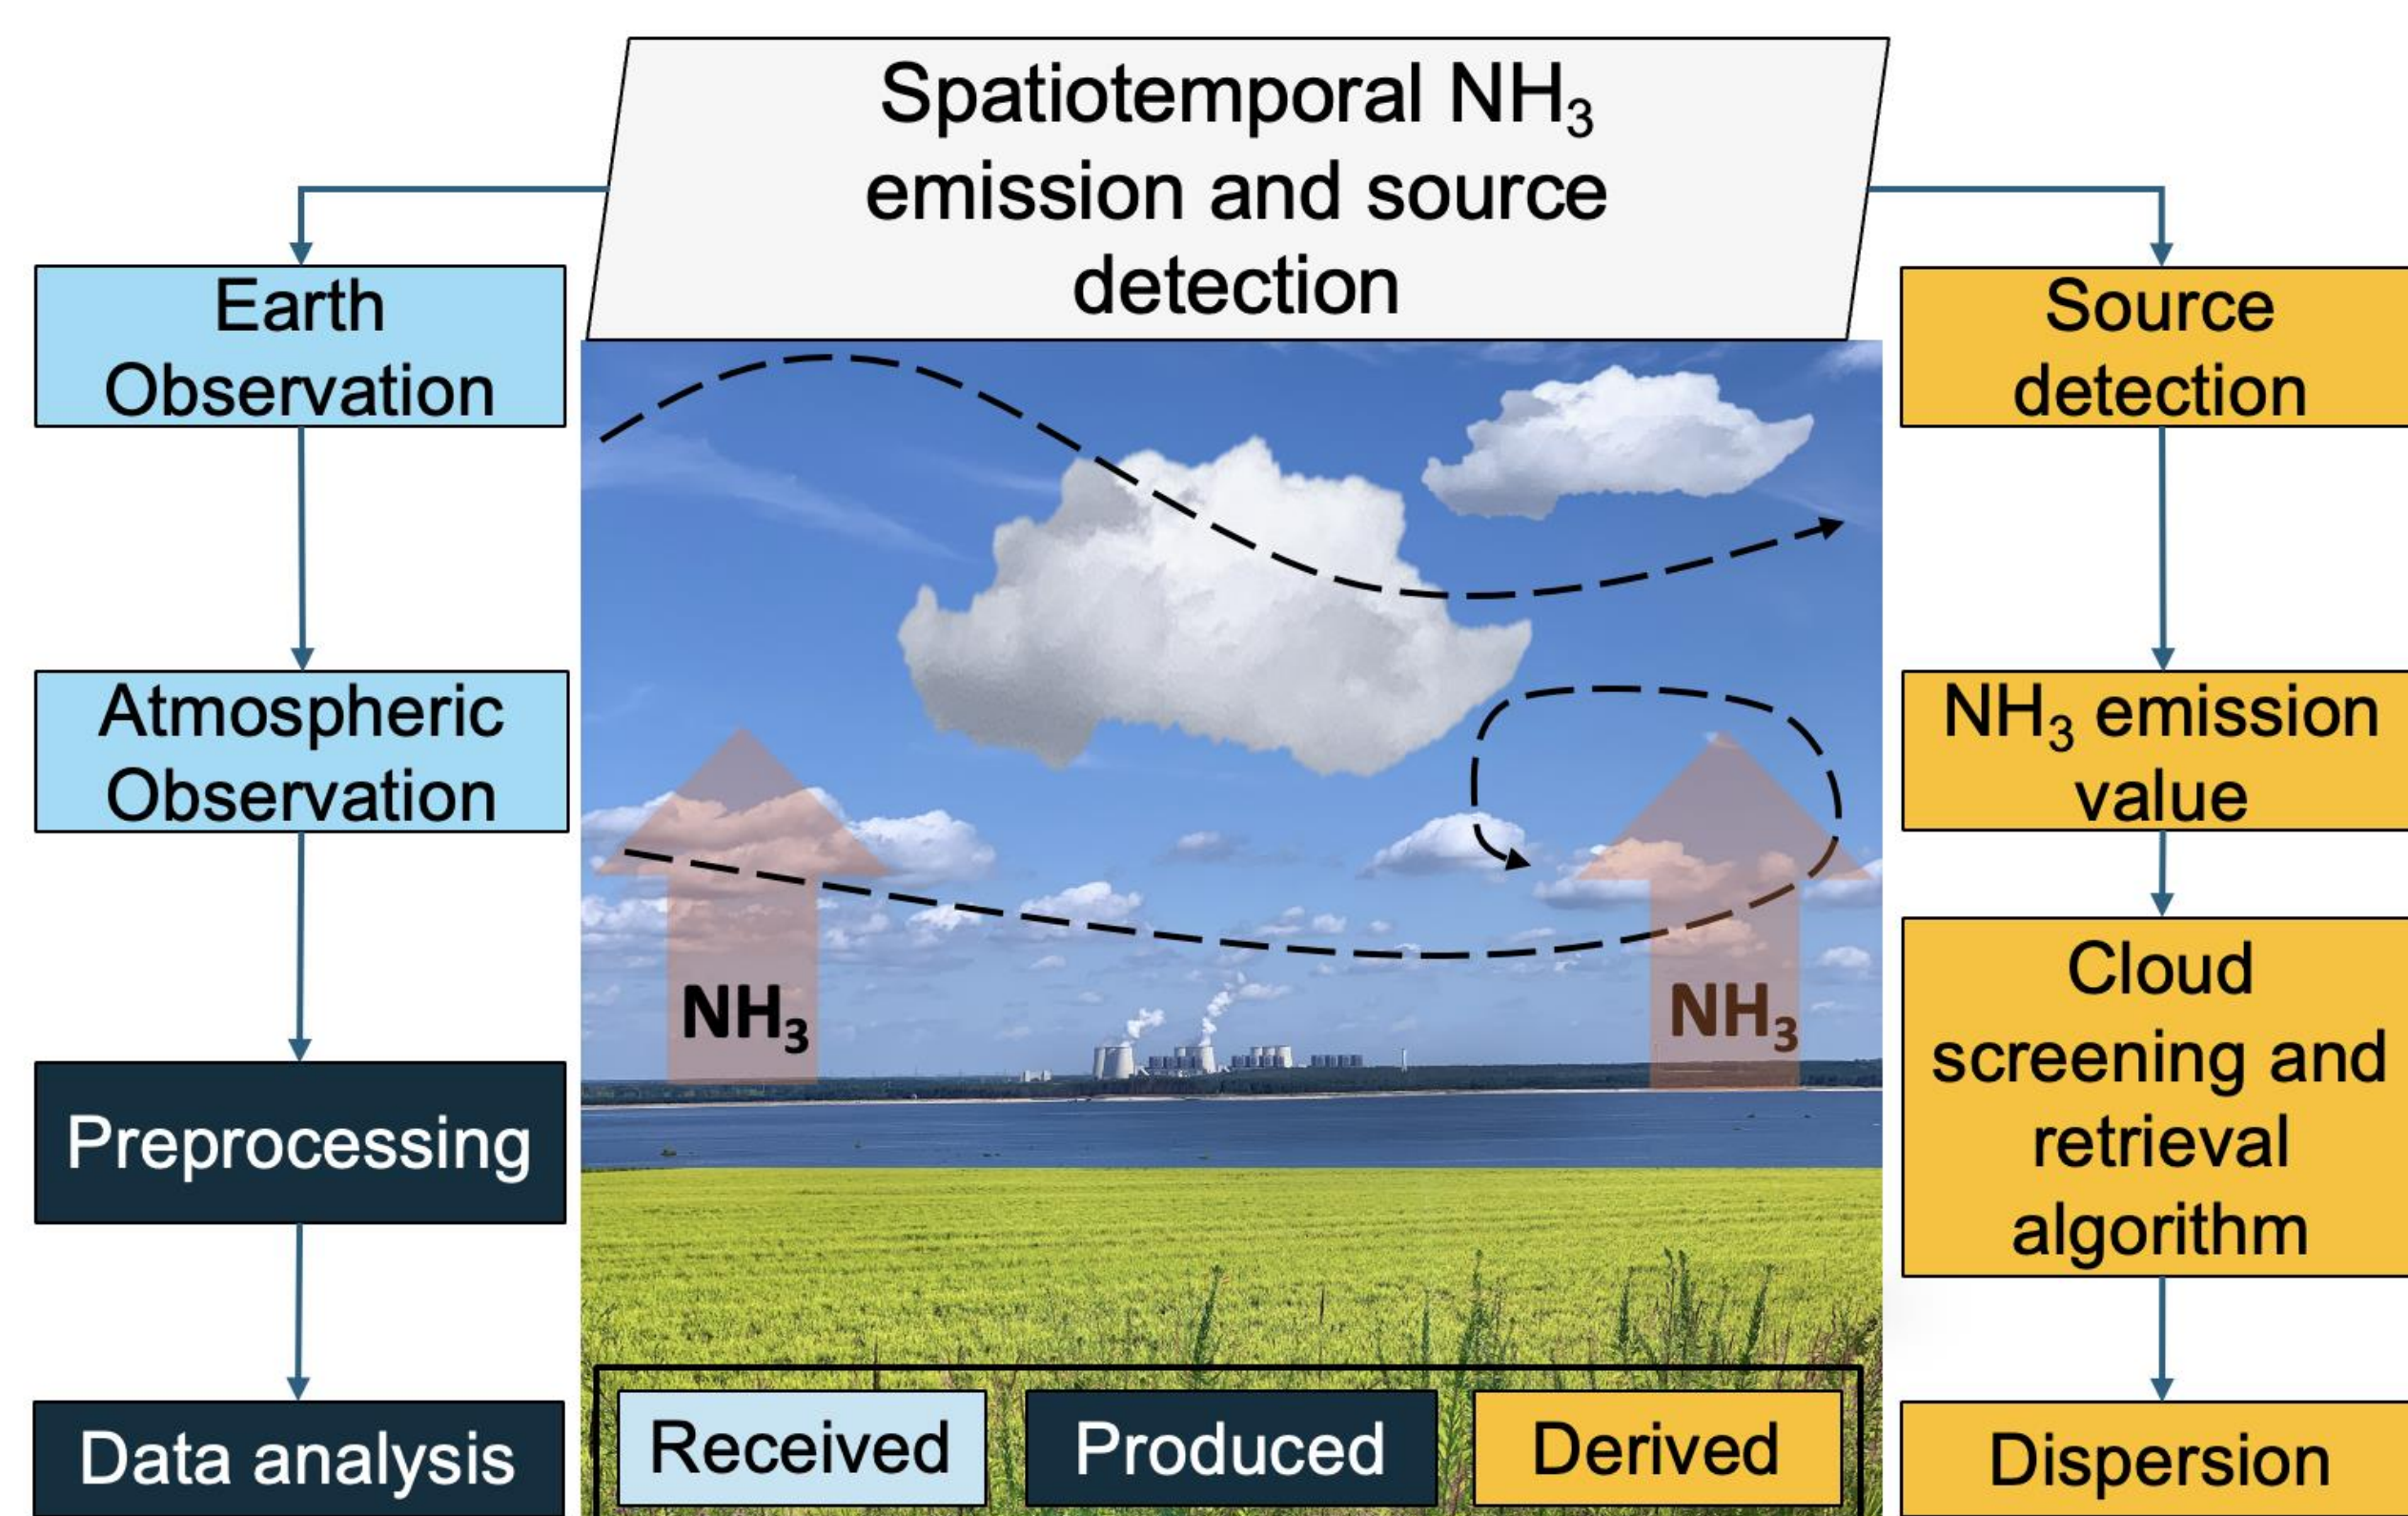 Spatiotemporal NH₃
emission and source
detection
Earth
Observation
Atmospheric
Observation
Preprocessing
Data analysis
NH₃
NH₃
Received
Produced
Derived
Source
detection
NH₃ emission
value
Cloud
screening and
retrieval
algorithm
Dispersion